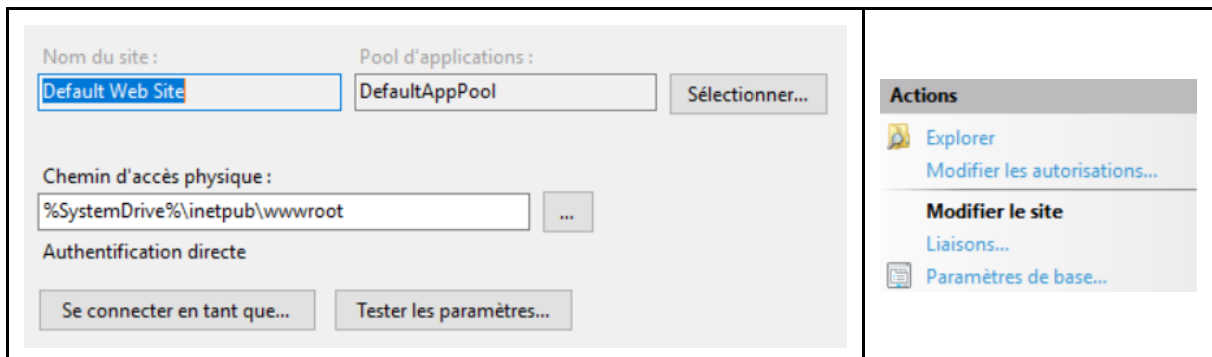 Nom du site :
Pool d'applications :
Default Web Site
DefaultAppPool
Sélectionner...
Chemin d'accès physique :
%SystemDrive%\inetpub\wwwroot
...
Authentification directe
Se connecter en tant que...
Tester les paramètres...
Actions
Explorer
Modifier les autorisations...
Modifier le site
Liaisons...
Paramètres de base...